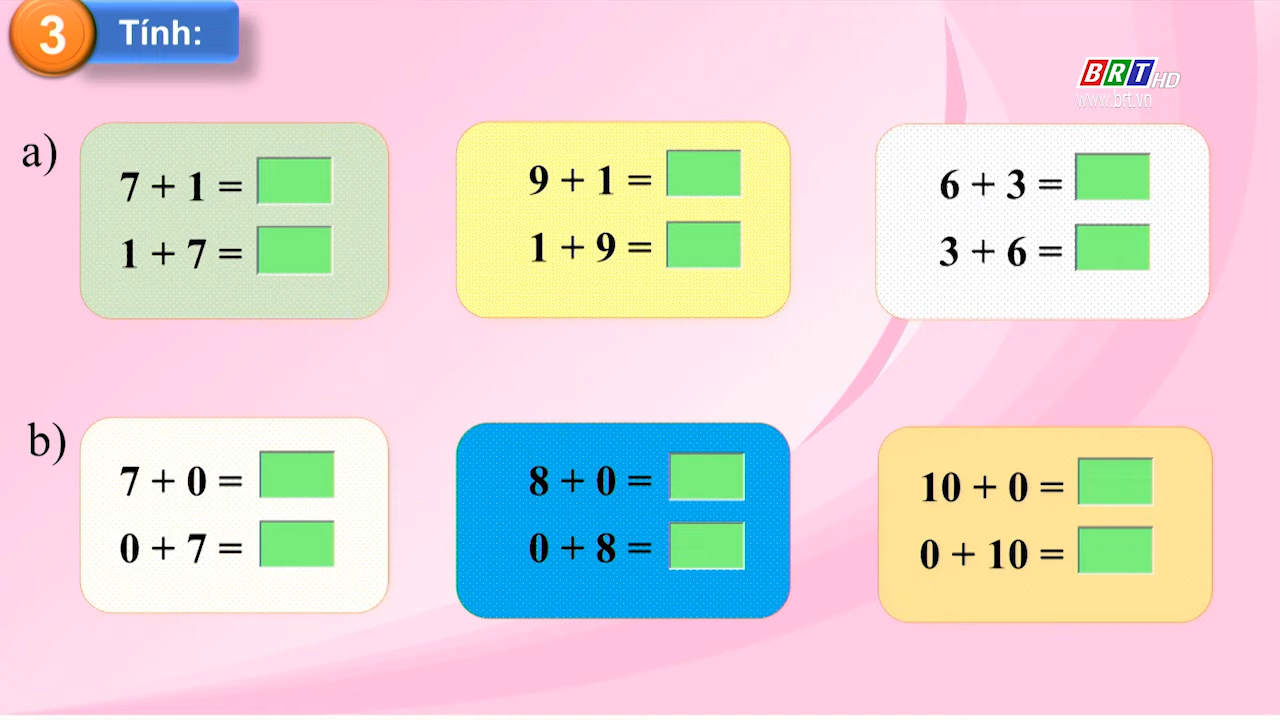 3 Tính:
BRT HD
www.brt.vn
a)
7 + 1 =
1 + 7 =
9 + 1 =
1 + 9 =
6 + 3 =
3 + 6 =
b)
7 + 0 =
0 + 7 =
8 + 0 =
0 + 8 =
10 + 0 =
0 + 10 =